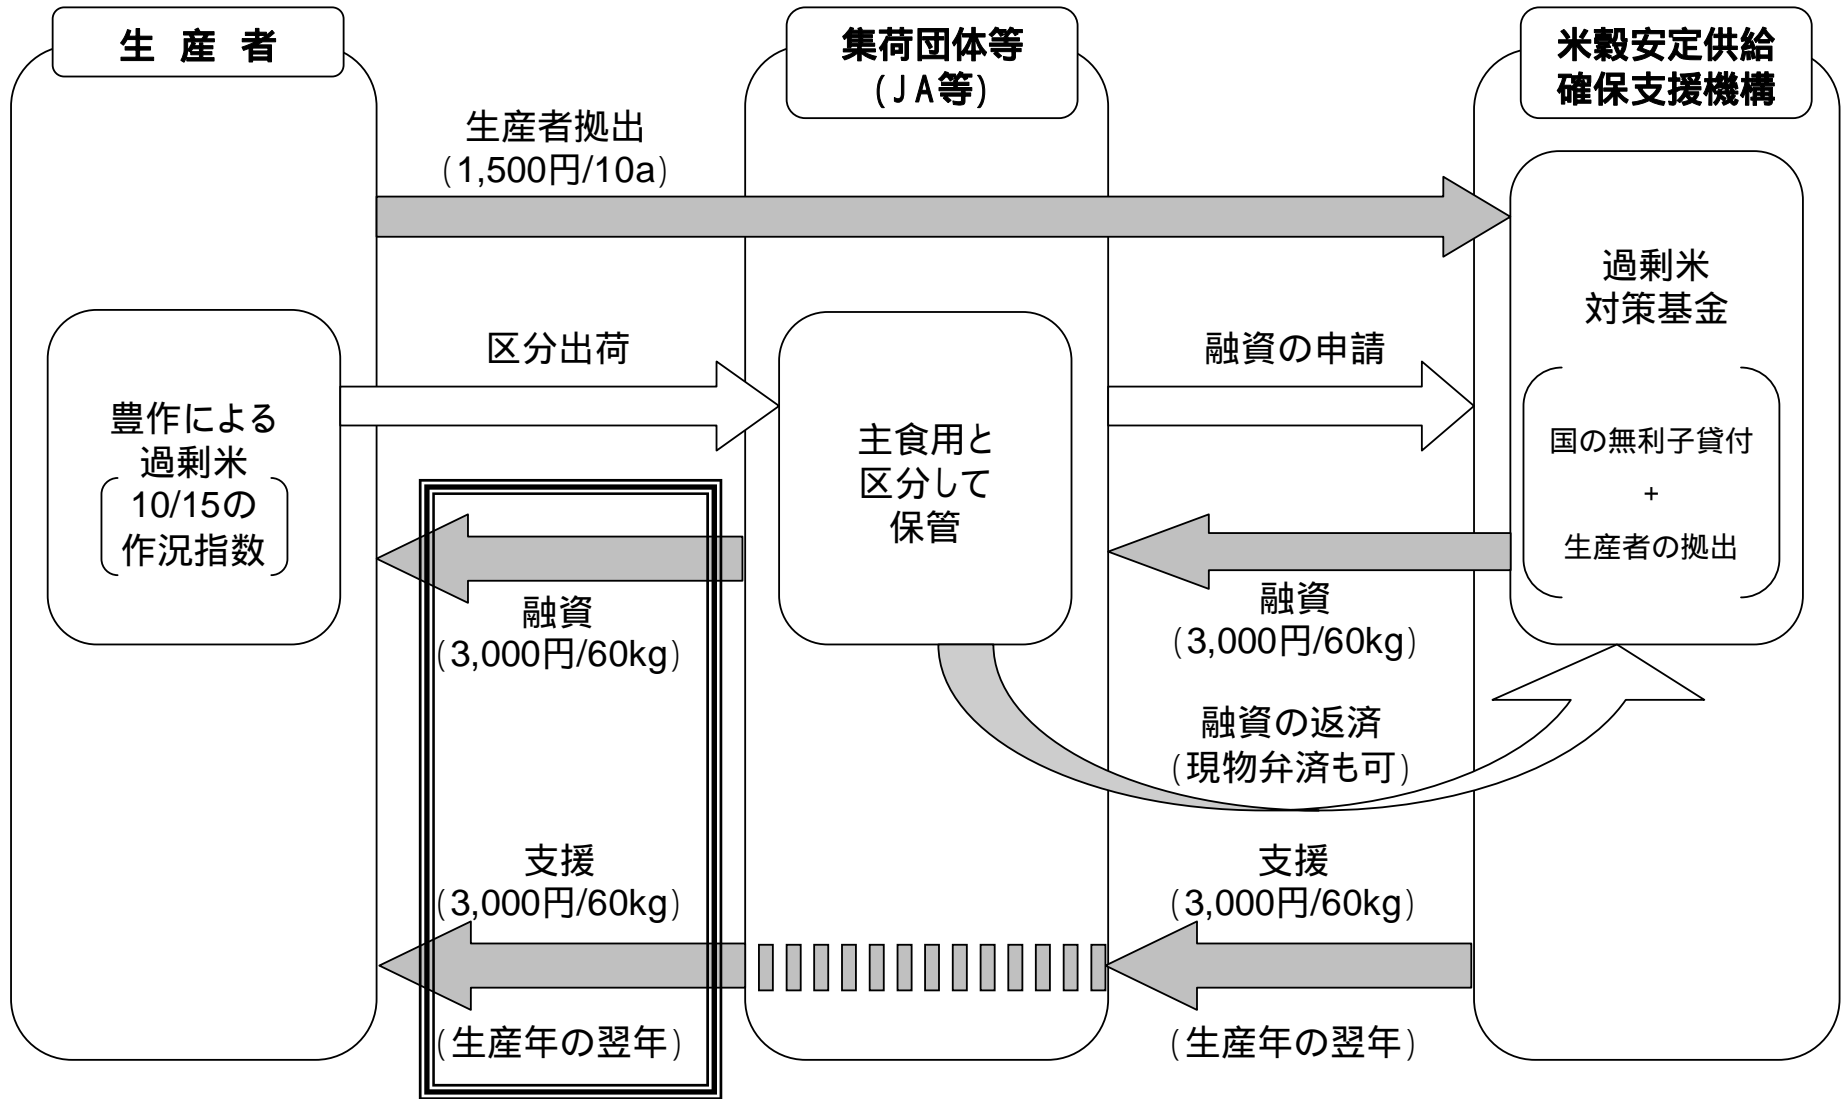 生 産 者
集荷団体等
(JA等)
米穀安定供給
確保支援機構
生産者拠出
(1,500円/10a)
過剰米
対策基金
国の無利子貸付
+
生産者の拠出
区分出荷
融資の申請
豊作による
過剰米
10/15の
作況指数
主食用と
区分して
保管
融資
(3,000円/60kg)
融資
(3,000円/60kg)
融資の返済
(現物弁済も可)
支援
(3,000円/60kg)
(生産年の翌年)
支援
(3,000円/60kg)
(生産年の翌年)